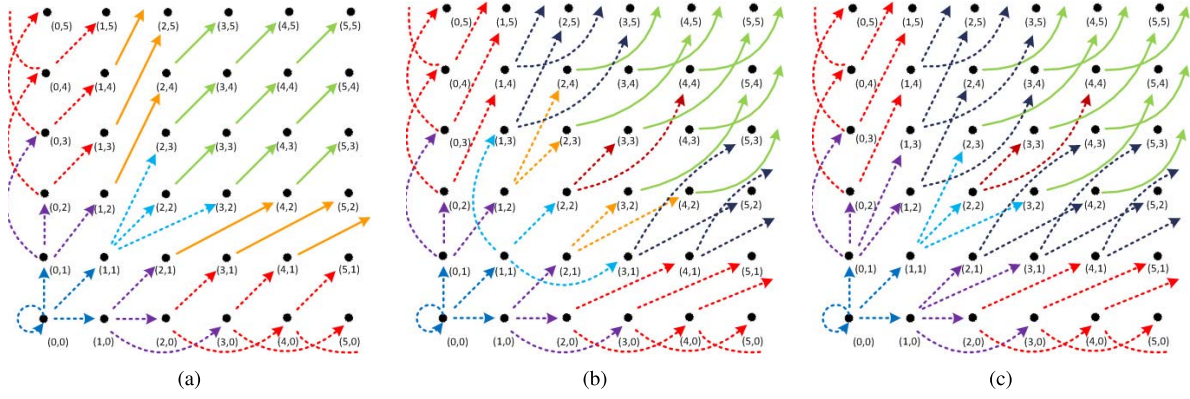 (0,5) (1,5) (2,5) (3,5) (4,5) (5,5) (0,5) (1,5) (2,5) (3,5) (4,5) (5,5) (0,5) (1,5) (2,5) (3,5) (4,5) (5,5)
(0,4) (1,4) (2,4) (3,4) (4,4) (5,4) (0,4) (1,4) (2,4) (3,4) (4,4) (5,4) (0,4) (1,4) (2,4) (3,4) (4,4) (5,4)
(0,3) (1,3) (2,3) (3,3) (4,3) (5,3) (0,3) (1,3) (2,3) (3,3) (4,3) (5,3) (0,3) (1,3) (2,3) (3,3) (4,3) (5,3)
(0,2) (1,2) (2,2) (3,2) (4,2) (5,2) (0,2) (1,2) (2,2) (3,2) (4,2) (5,2) (0,2) (1,2) (2,2) (3,2) (4,2) (5,2)
(0,1) (1,1) (2,1) (3,1) (4,1) (5,1) (0,1) (1,1) (2,1) (3,1) (4,1) (5,1) (0,1) (1,1) (2,1) (3,1) (4,1) (5,1)
(0,0) (1,0) (2,0) (3,0) (4,0) (5,0) (0,0) (1,0) (2,0) (3,0) (4,0) (5,0) (0,0) (1,0) (2,0) (3,0) (4,0) (5,0)
(a) (b) (c)